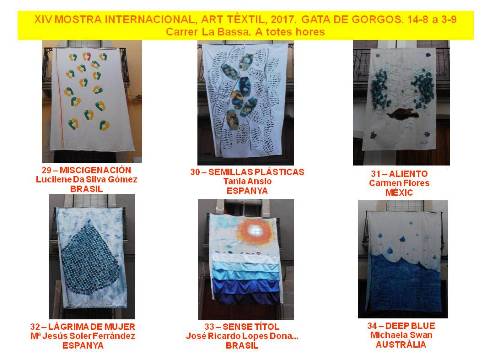 XIV MOSTRA INTERNACIONAL, ART TÈXTIL, 2017. GATA DE GORGOS. 14-8 a 3-9
Carrer La Bassa. A totes hores
29 – MISCIGENACIÓN
Lucilene Da Silva Gómez
BRASIL
30 – SEMILLAS PLÁSTICAS
Tania Ansio
ESPANYA
31 – ALIENTO
Carmen Flores
MÈXIC
32 – LÁGRIMA DE MUJER
Mª Jesús Soler Ferrández
ESPANYA
33 – SENSE TÍTOL
José Ricardo Lopes Dona...
BRASIL
34 – DEEP BLUE
Michaela Swan
AUSTRÀLIA